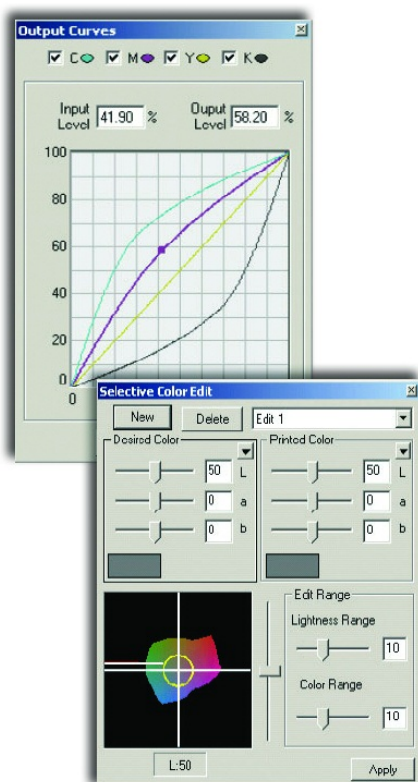 Output Curves
C M Y K
Input Level 41.90 % Ouput Level 58.20 %
100
80
60
40
20
0
0
Selective Color Edit
New Delete Edit 1
Desired Color Printed Color
50 L 50 L
0 a 0 a
0 b 0 b
Edit Range
Lightness Range
10
Color Range
10
L:50
Apply